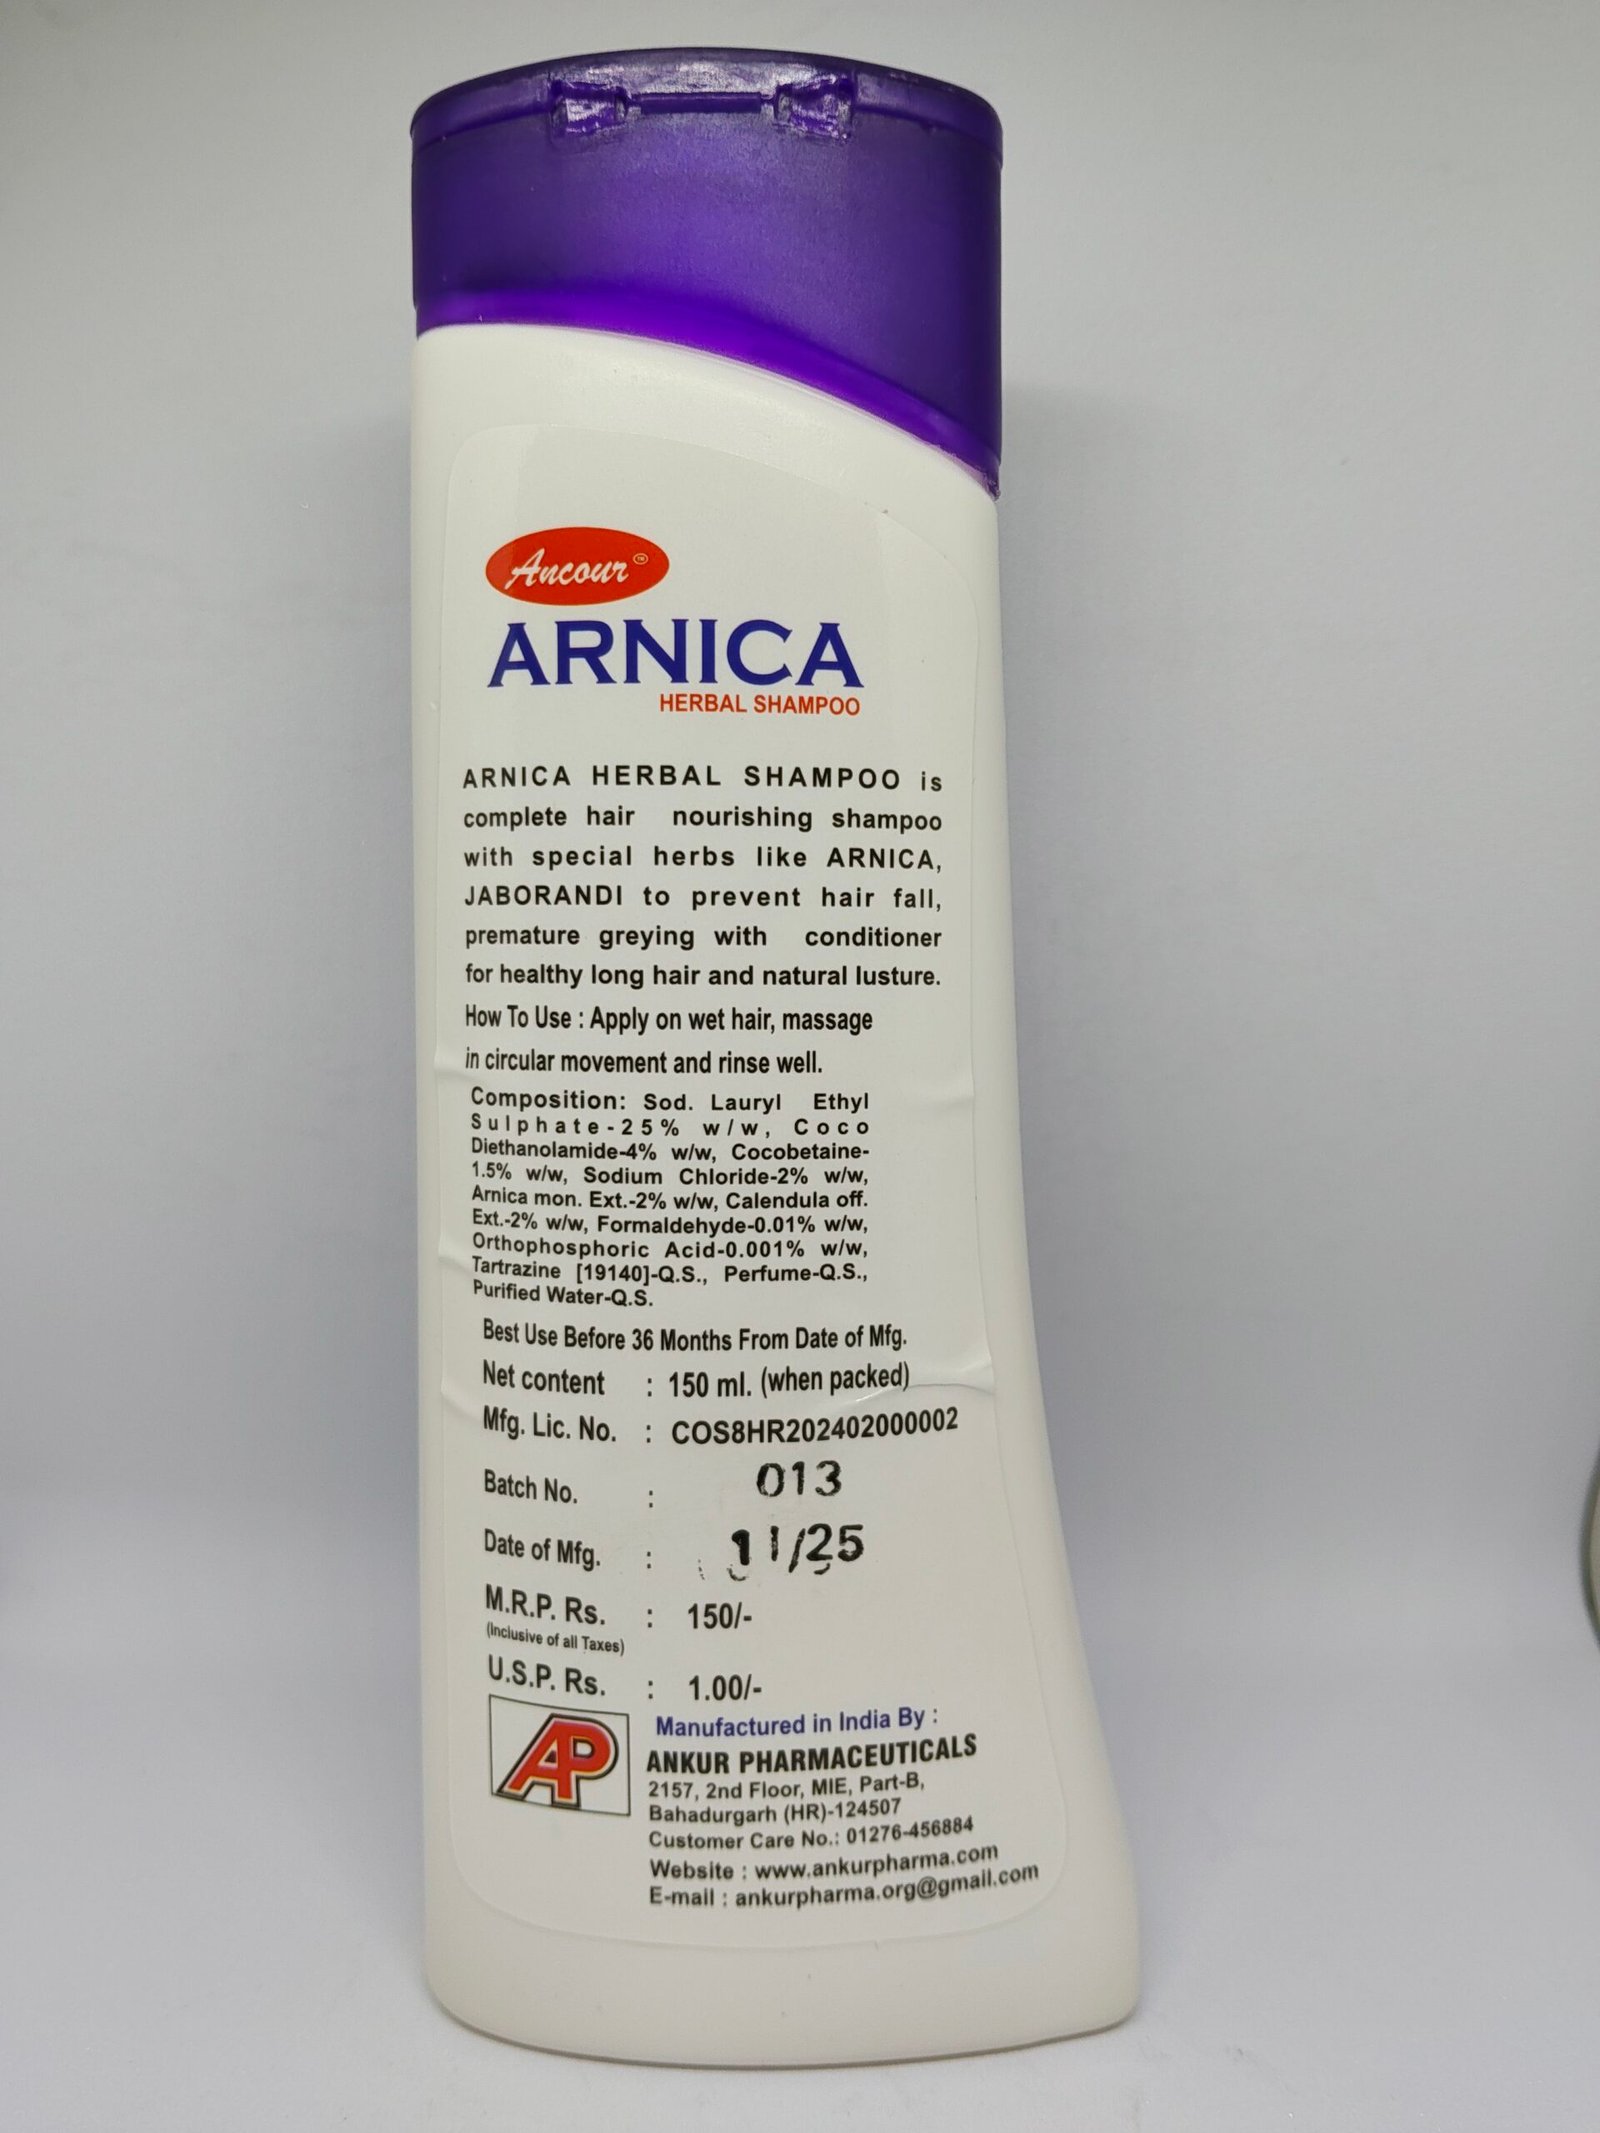 Ancour™
ARNICA
HERBAL SHAMPOO
ARNICA HERBAL SHAMPOO is
complete hair nourishing shampoo
with special herbs like ARNICA,
JABORANDI to prevent hair fall,
premature greying with conditioner
for healthy long hair and natural lusture.
How To Use : Apply on wet hair, massage
in circular movement and rinse well.
Composition: Sod. Lauryl Ethyl
Sulphate-25% w/w, Coco
Diethanolamide-4% w/w, Cocobetaine-
1.5% w/w, Sodium Chloride-2% w/w,
Arnica mon. Ext.-2% w/w, Calendula off.
Ext.-2% w/w, Formaldehyde-0.01% w/w,
Orthophosphoric Acid-0.001% w/w,
Tartrazine [19140]-Q.S., Perfume-Q.S.,
Purified Water-Q.S.
Best Use Before 36 Months From Date of Mfg.
Net content : 150 ml. (when packed)
Mfg. Lic. No. : COS8HR202402000002
Batch No. : 013
Date of Mfg. : 11/25
M.R.P. Rs. : 150/-
(Inclusive of all Taxes)
U.S.P. Rs. : 1.00/-
AP
Manufactured in India By :
ANKUR PHARMACEUTICALS
2157, 2nd Floor, MIE, Part-B,
Bahadurgarh (HR)-124507
Customer Care No.: 01276-456884
Website : www.ankurpharma.com
E-mail : ankurpharma.org@gmail.com